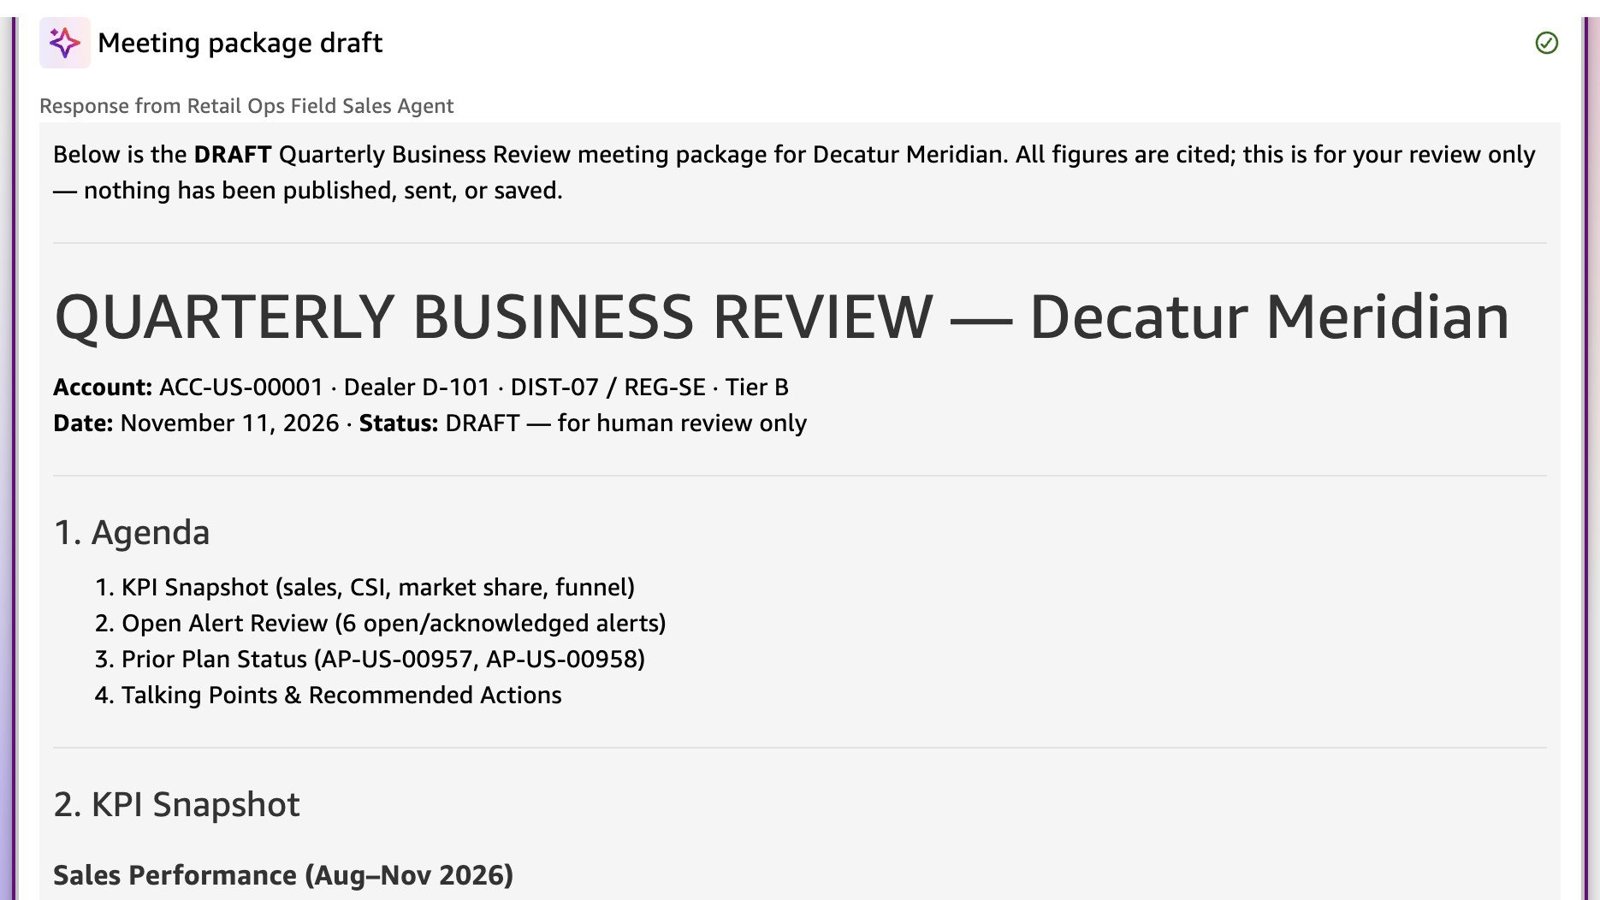 Meeting package draft
Response from Retail Ops Field Sales Agent
Below is the DRAFT Quarterly Business Review meeting package for Decatur Meridian. All figures are cited; this is for your review only
— nothing has been published, sent, or saved.
QUARTERLY BUSINESS REVIEW — Decatur Meridian
Account: ACC-US-00001 · Dealer D-101 · DIST-07 / REG-SE · Tier B
Date: November 11, 2026 · Status: DRAFT — for human review only
1. Agenda
1. KPI Snapshot (sales, CSI, market share, funnel)
2. Open Alert Review (6 open/acknowledged alerts)
3. Prior Plan Status (AP-US-00957, AP-US-00958)
4. Talking Points & Recommended Actions
2. KPI Snapshot
Sales Performance (Aug–Nov 2026)